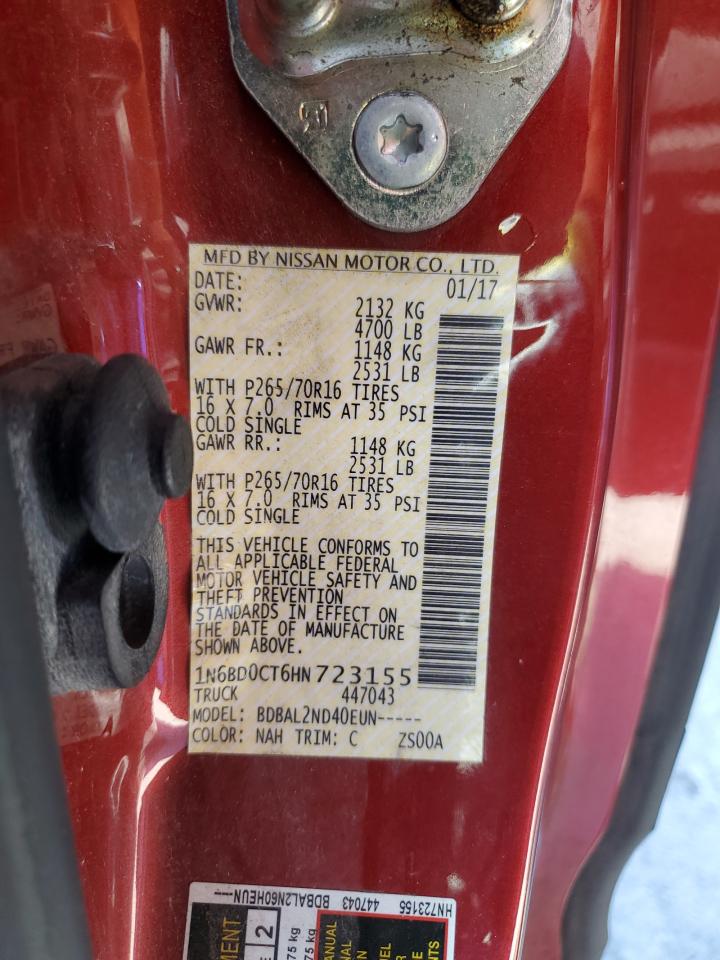 MFD BY NISSAN MOTOR CO., LTD.
DATE: 01/17
GVWR: 2132 KG
4700 LB
GAWR FR.: 1148 KG
2531 LB
WITH P265/70R16 TIRES
16 X 7.0 RIMS AT 35 PSI
COLD SINGLE
GAWR RR.: 1148 KG
2531 LB
WITH P265/70R16 TIRES
16 X 7.0 RIMS AT 35 PSI
COLD SINGLE
THIS VEHICLE CONFORMS TO
ALL APPLICABLE FEDERAL
MOTOR VEHICLE SAFETY AND
THEFT PREVENTION
STANDARDS IN EFFECT ON
THE DATE OF MANUFACTURE
SHOWN ABOVE.
1N6BD0CT6HN723155
TRUCK 447043
MODEL: BDBAL2ND40EUN-----
COLOR: NAH TRIM: C ZS00A
HN723155 447043 BDBAL2N60HEUN----
2
75 kg
75 kg